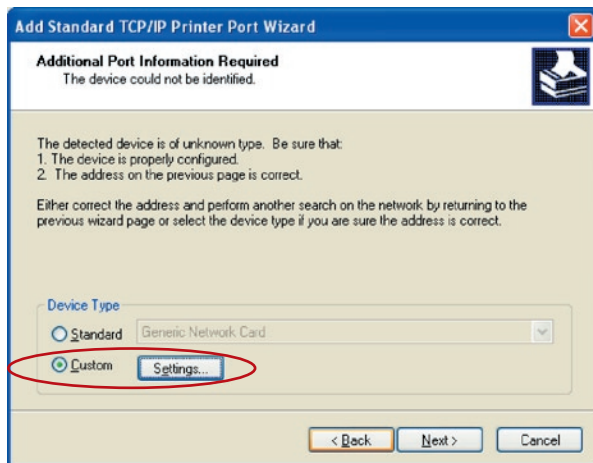 Add Standard TCP/IP Printer Port Wizard
Additional Port Information Required
The device could not be identified.
The detected device is of unknown type. Be sure that:
1. The device is properly configured.
2. The address on the previous page is correct.
Either correct the address and perform another search on the network by returning to the
previous wizard page or select the device type if you are sure the address is correct.
Device Type
Standard Generic Network Card
Custom Settings...
< Back Next > Cancel